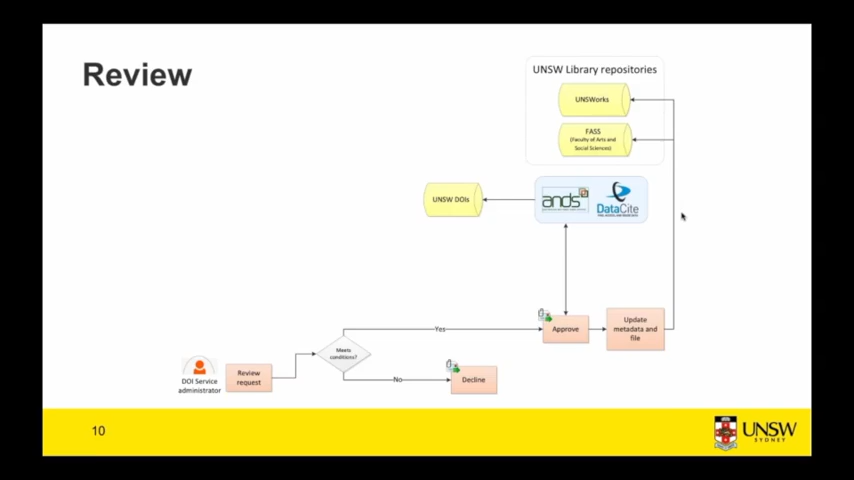 Review
UNSW Library repositories
UNSWorks
FASS
(Faculty of Arts and
Social Sciences)
UNSW DOIs
ands
DataCite
Yes
Approve
Update
metadata and
file
Meets
conditions?
DOI Service
administrator
Review
request
No
Decline
10
UNSW
SYDNEY